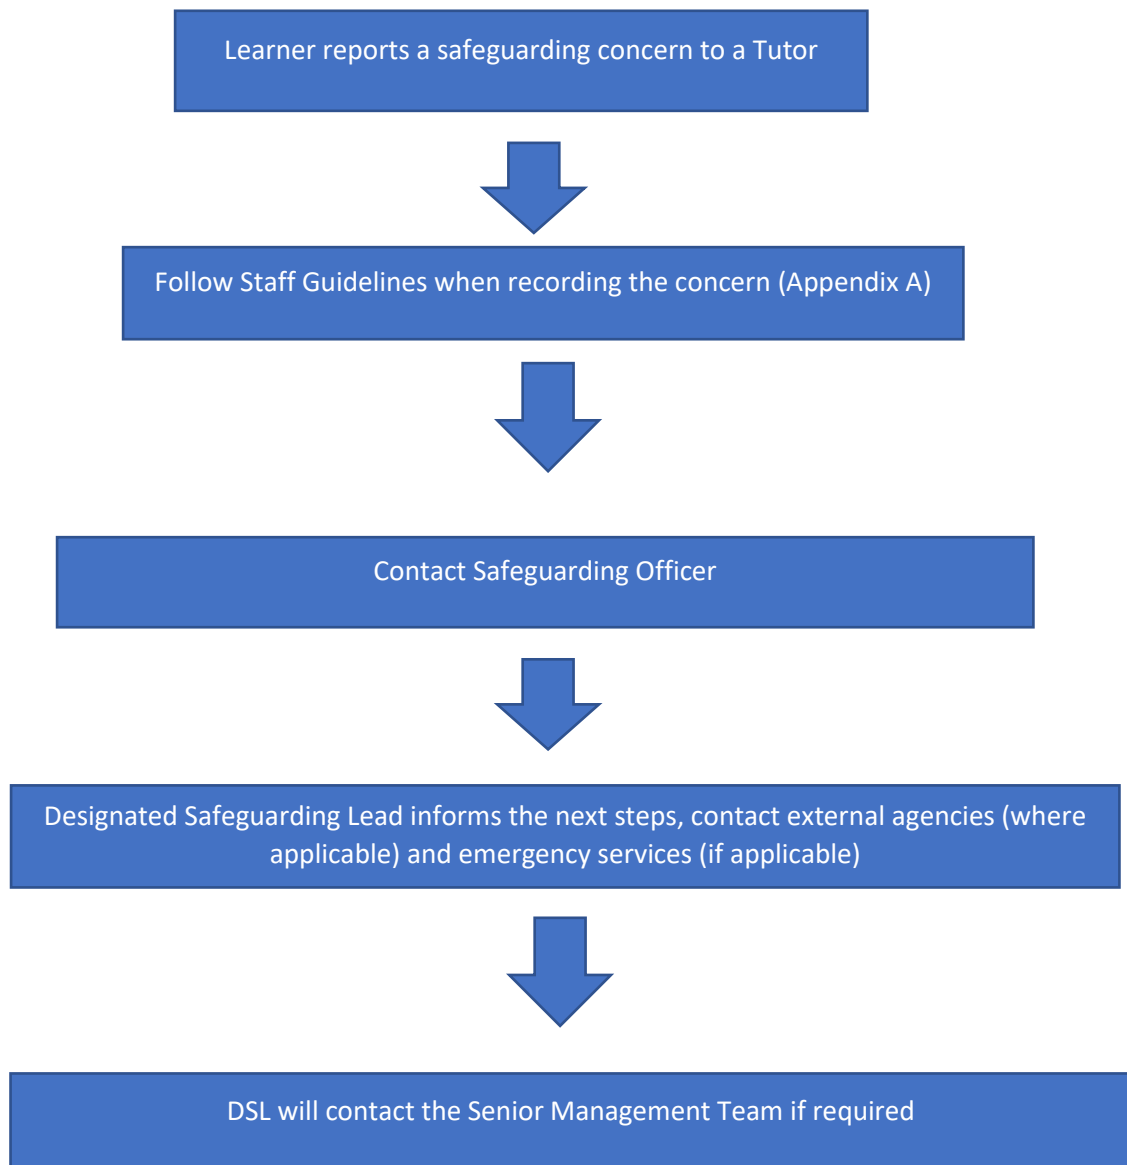 Learner reports a safeguarding concern to a Tutor
Follow Staff Guidelines when recording the concern (Appendix A)
Contact Safeguarding Officer
Designated Safeguarding Lead informs the next steps, contact external agencies (where
applicable) and emergency services (if applicable)
DSL will contact the Senior Management Team if required